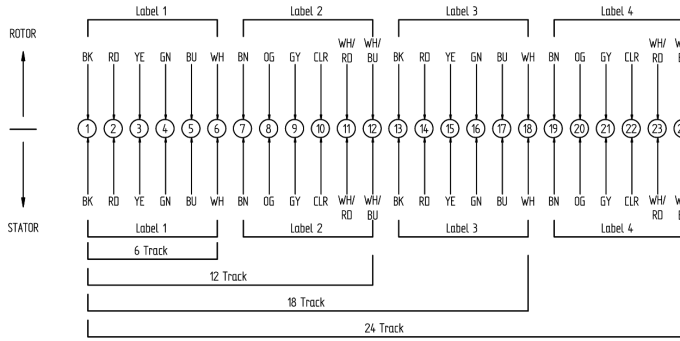 Label 1 Label 2 Label 3 Label 4
ROTOR
WH/ WH/ WH/
BK RD YE GN BU WH BN OG GY CLR RD BU BK RD YE GN BU WH BN OG GY CLR RD
1 2 3 4 5 6 7 8 9 10 11 12 13 14 15 16 17 18 19 20 21 22 23
BK RD YE GN BU WH BN OG GY CLR WH/ WH/ BK RD YE GN BU WH BN OG GY CLR WH/
RD BU RD
STATOR
Label 1 Label 2 Label 3 Label 4
6 Track
12 Track
18 Track
24 Track